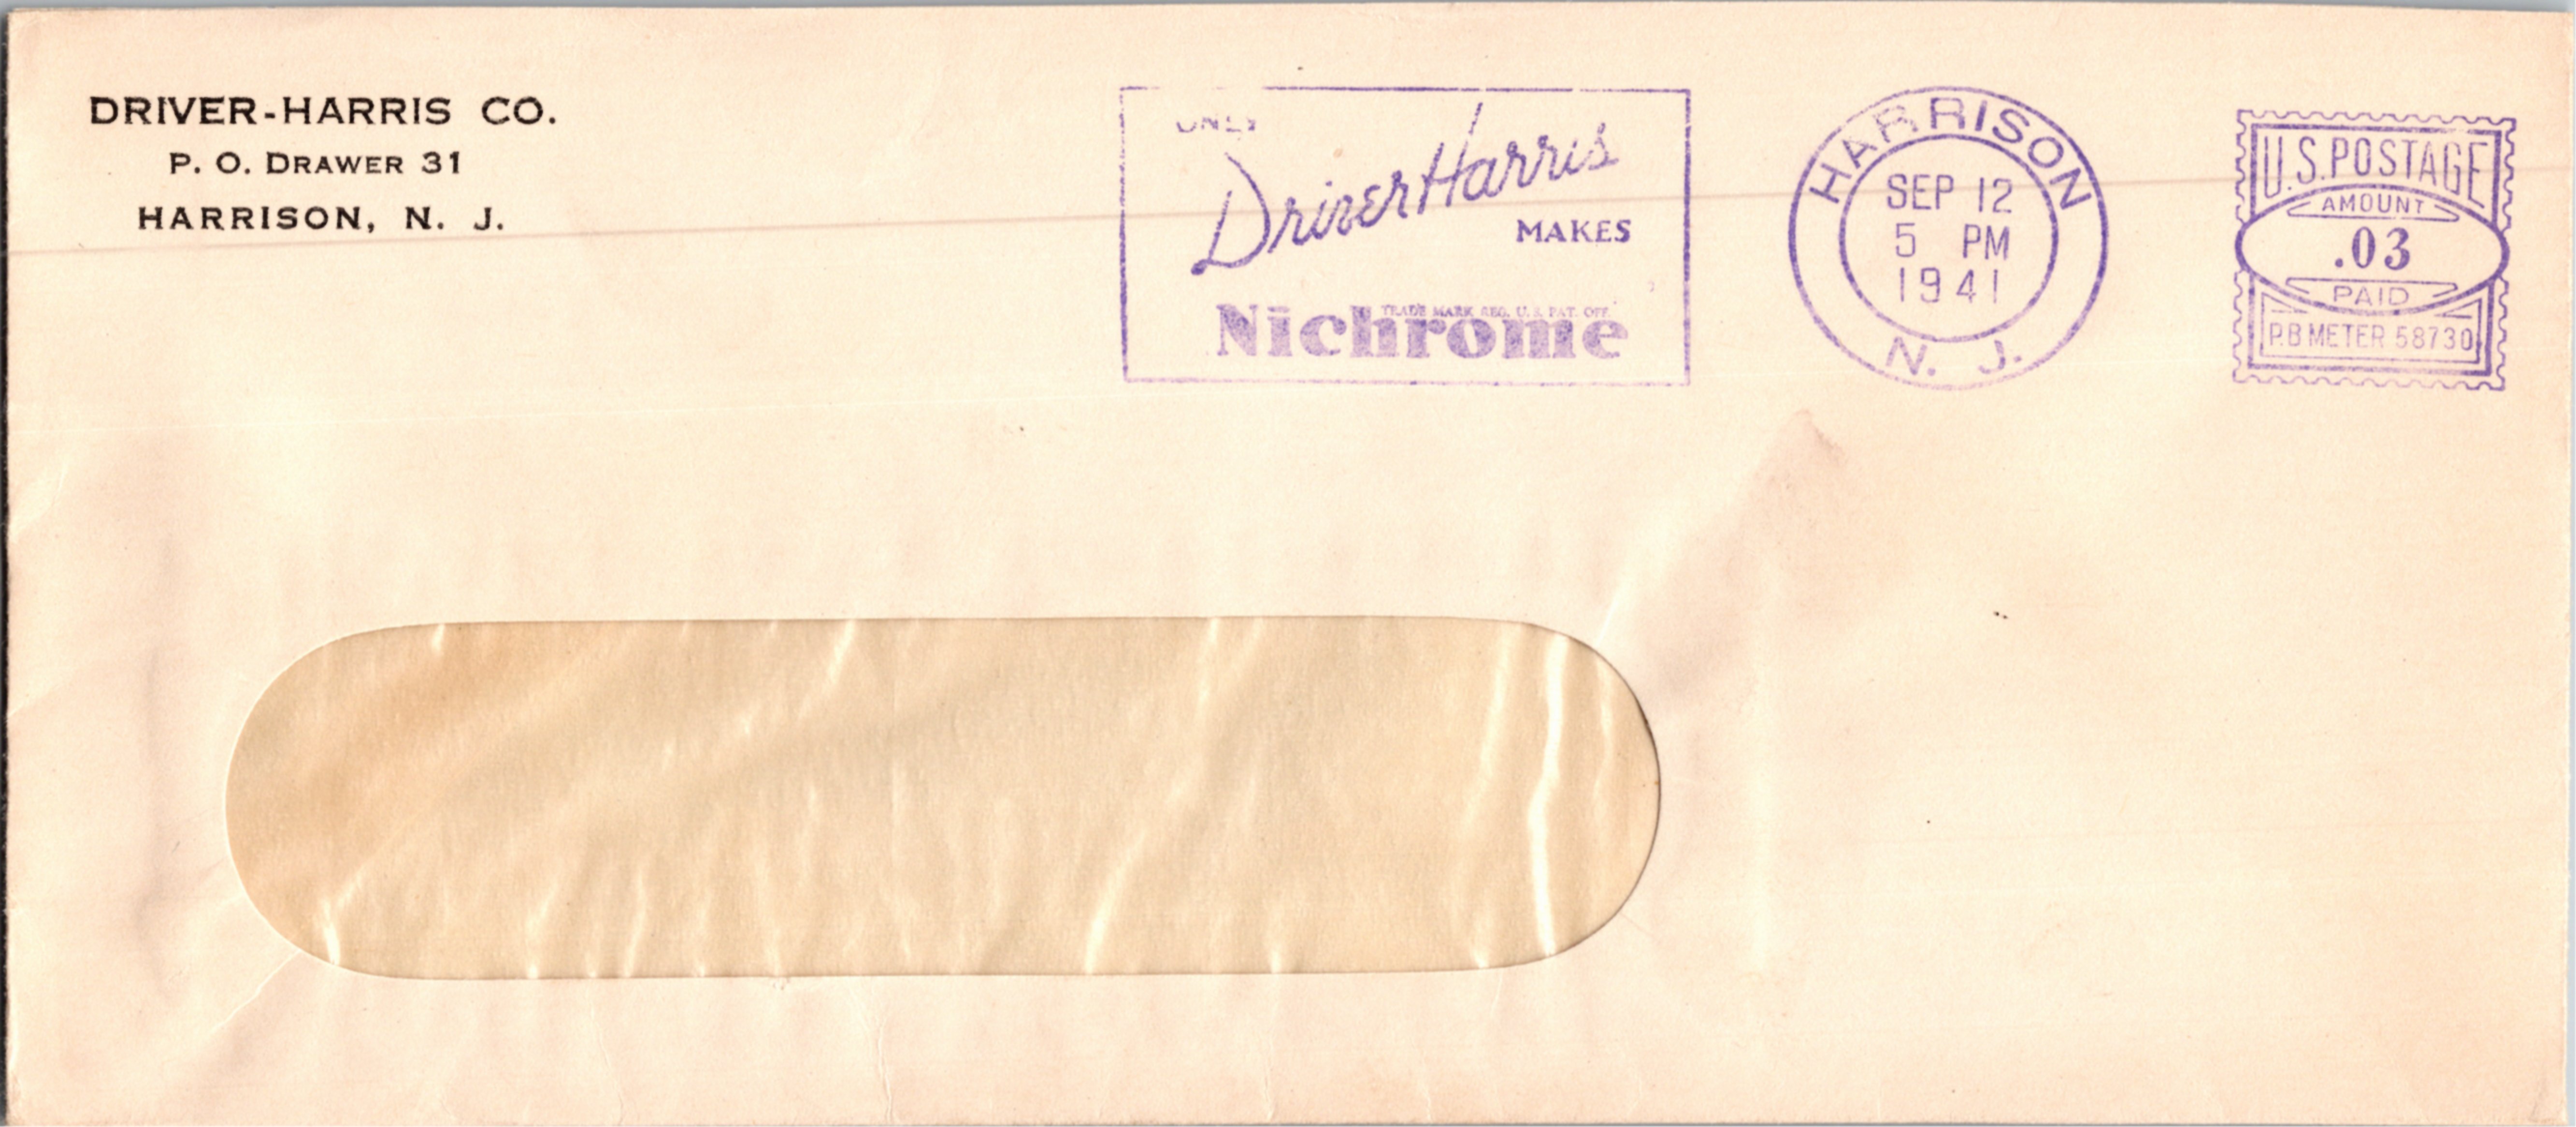 DRIVER-HARRIS CO.
P. O. DRAWER 31
HARRISON, N. J.
ONLY
Driver Harris
MAKES
TRADE MARK REG. U.S. PAT. OFF.
Nichrome
HARRISON
SEP 12
5 PM
1941
N. J.
U.S. POSTAGE
AMOUNT
.03
PAID
P.B METER 58730